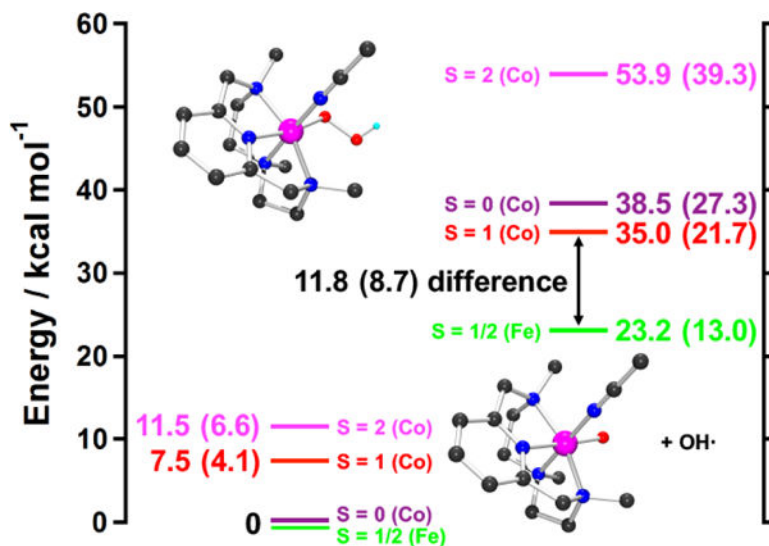 Energy / kcal mol⁻¹
60
50
40
30
20
10
0
S = 2 (Co) 53.9 (39.3)
S = 0 (Co) 38.5 (27.3)
S = 1 (Co) 35.0 (21.7)
11.8 (8.7) difference
S = 1/2 (Fe) 23.2 (13.0)
11.5 (6.6) S = 2 (Co)
7.5 (4.1) S = 1 (Co)
+ OH·
0 S = 0 (Co)
S = 1/2 (Fe)